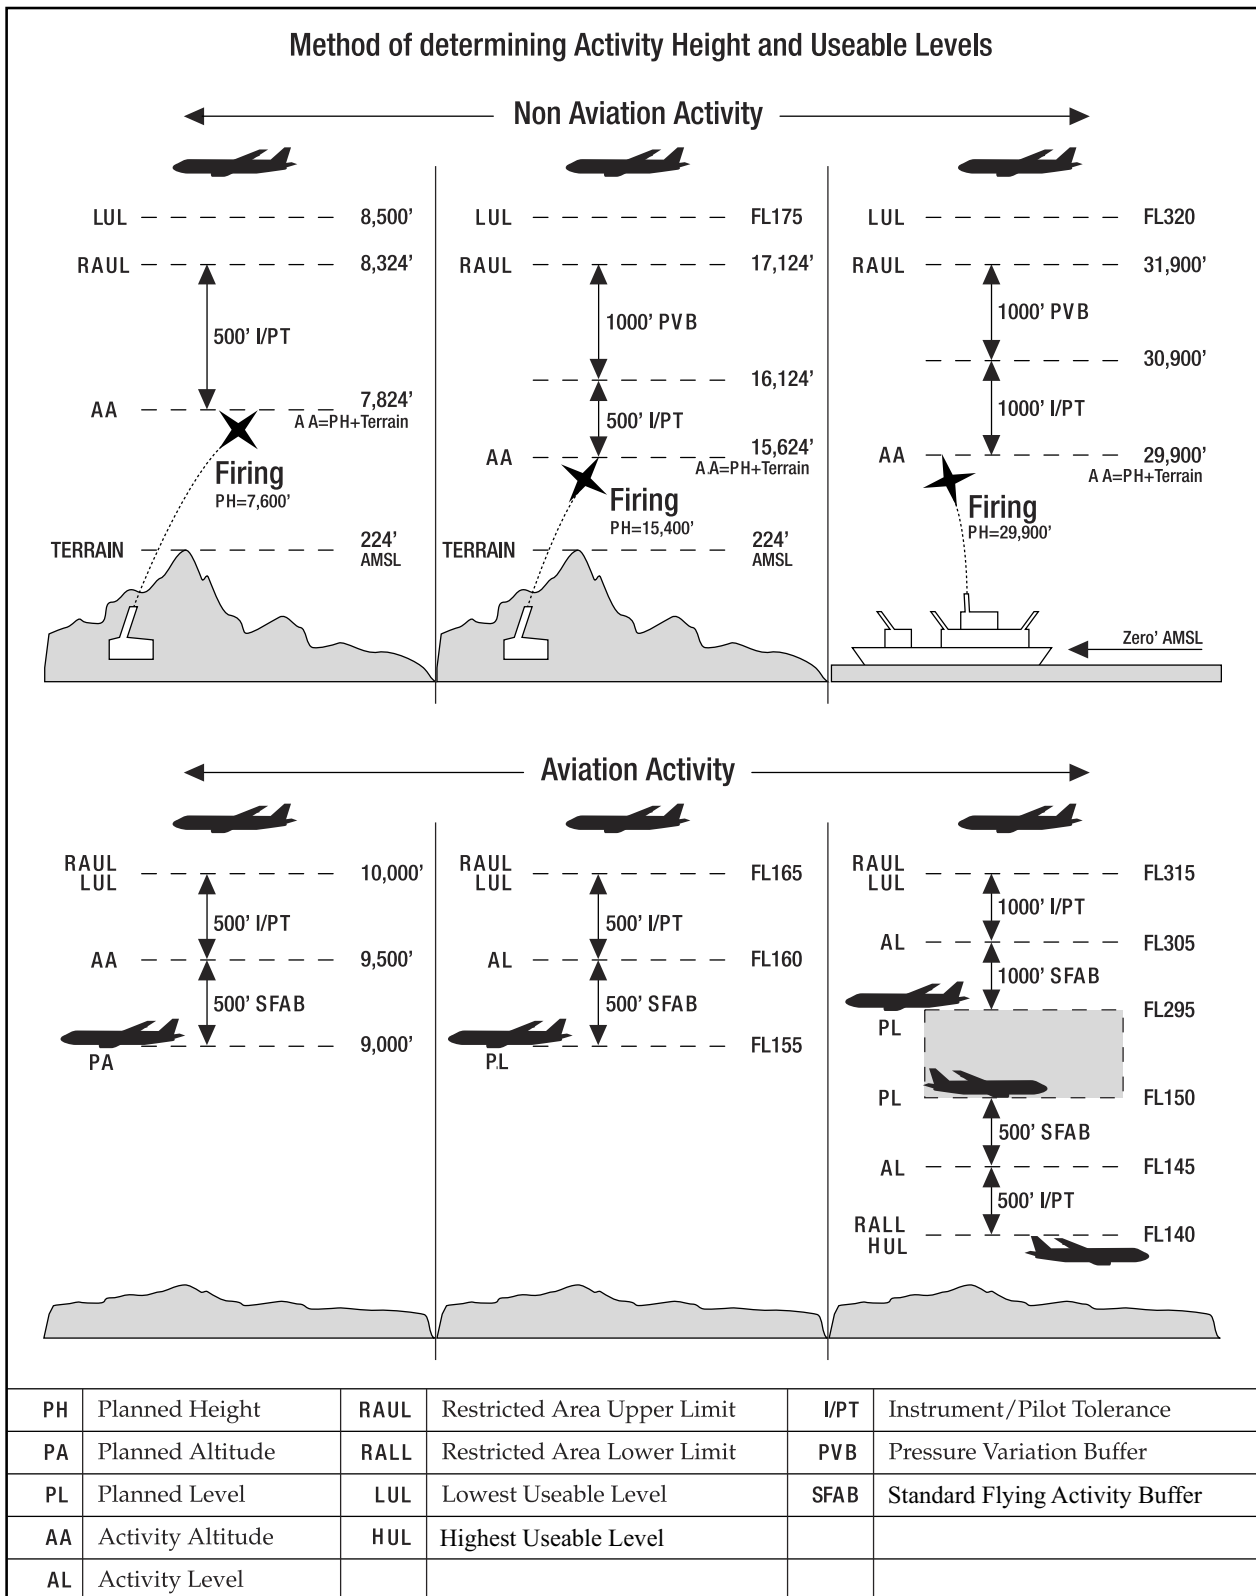 Method of determining Activity Height and Useable Levels
Non Aviation Activity
LUL 8,500’
RAUL 8,324’
500’ I/PT
AA 7,824’
A A=PH+Terrain
Firing
PH=7,600’
TERRAIN 224’
AMSL
LUL FL175
RAUL 17,124’
1000’ PVB
16,124’
500’ I/PT
AA 15,624’
A.A=PH+Terrain
Firing
PH=15,400’
TERRAIN 224’
AMSL
LUL FL320
RAUL 31,900’
1000’ PVB
30,900’
1000’ I/PT
AA 29,900’
A A=PH+Terrain
Firing
PH=29,900’
Zero’ AMSL
Aviation Activity
RAUL
LUL 10,000’
500’ I/PT
AA 9,500’
500’ SFAB
9,000’
PA
RAUL
LUL FL165
500’ I/PT
AL FL160
500’ SFAB
FL155
P.L
RAUL
LUL FL315
1000’ I/PT
AL FL305
1000’ SFAB
FL295
PL
PL FL150
500’ SFAB
AL FL145
500’ I/PT
RALL
HUL FL140
PH Planned Height RAUL Restricted Area Upper Limit I/PT Instrument/Pilot Tolerance
PA Planned Altitude RALL Restricted Area Lower Limit PVB Pressure Variation Buffer
PL Planned Level LUL Lowest Useable Level SFAB Standard Flying Activity Buffer
AA Activity Altitude HUL Highest Useable Level
AL Activity Level